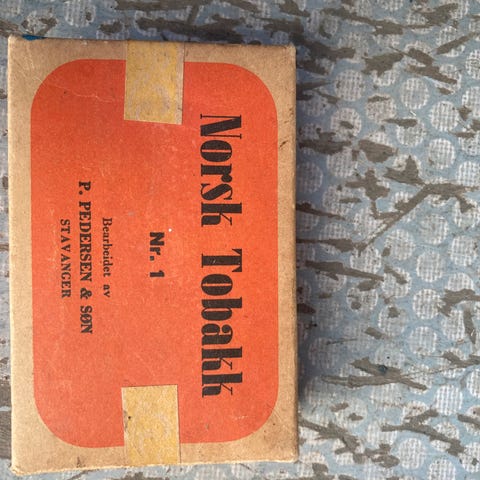 Norsk Tobakk
Nr. 1
Bearbeidet av
P. PEDERSEN & SØN
STAVANGER